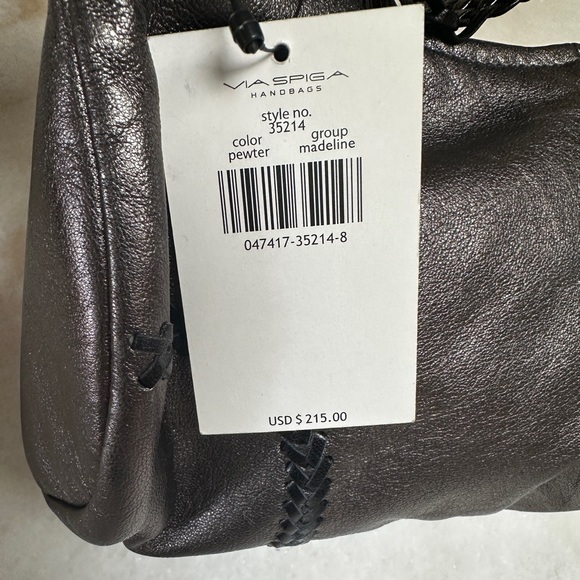 VIA SPIGA
HANDBAGS
style no.
35214
color group
pewter madeline
047417-35214-8
USD $ 215.00